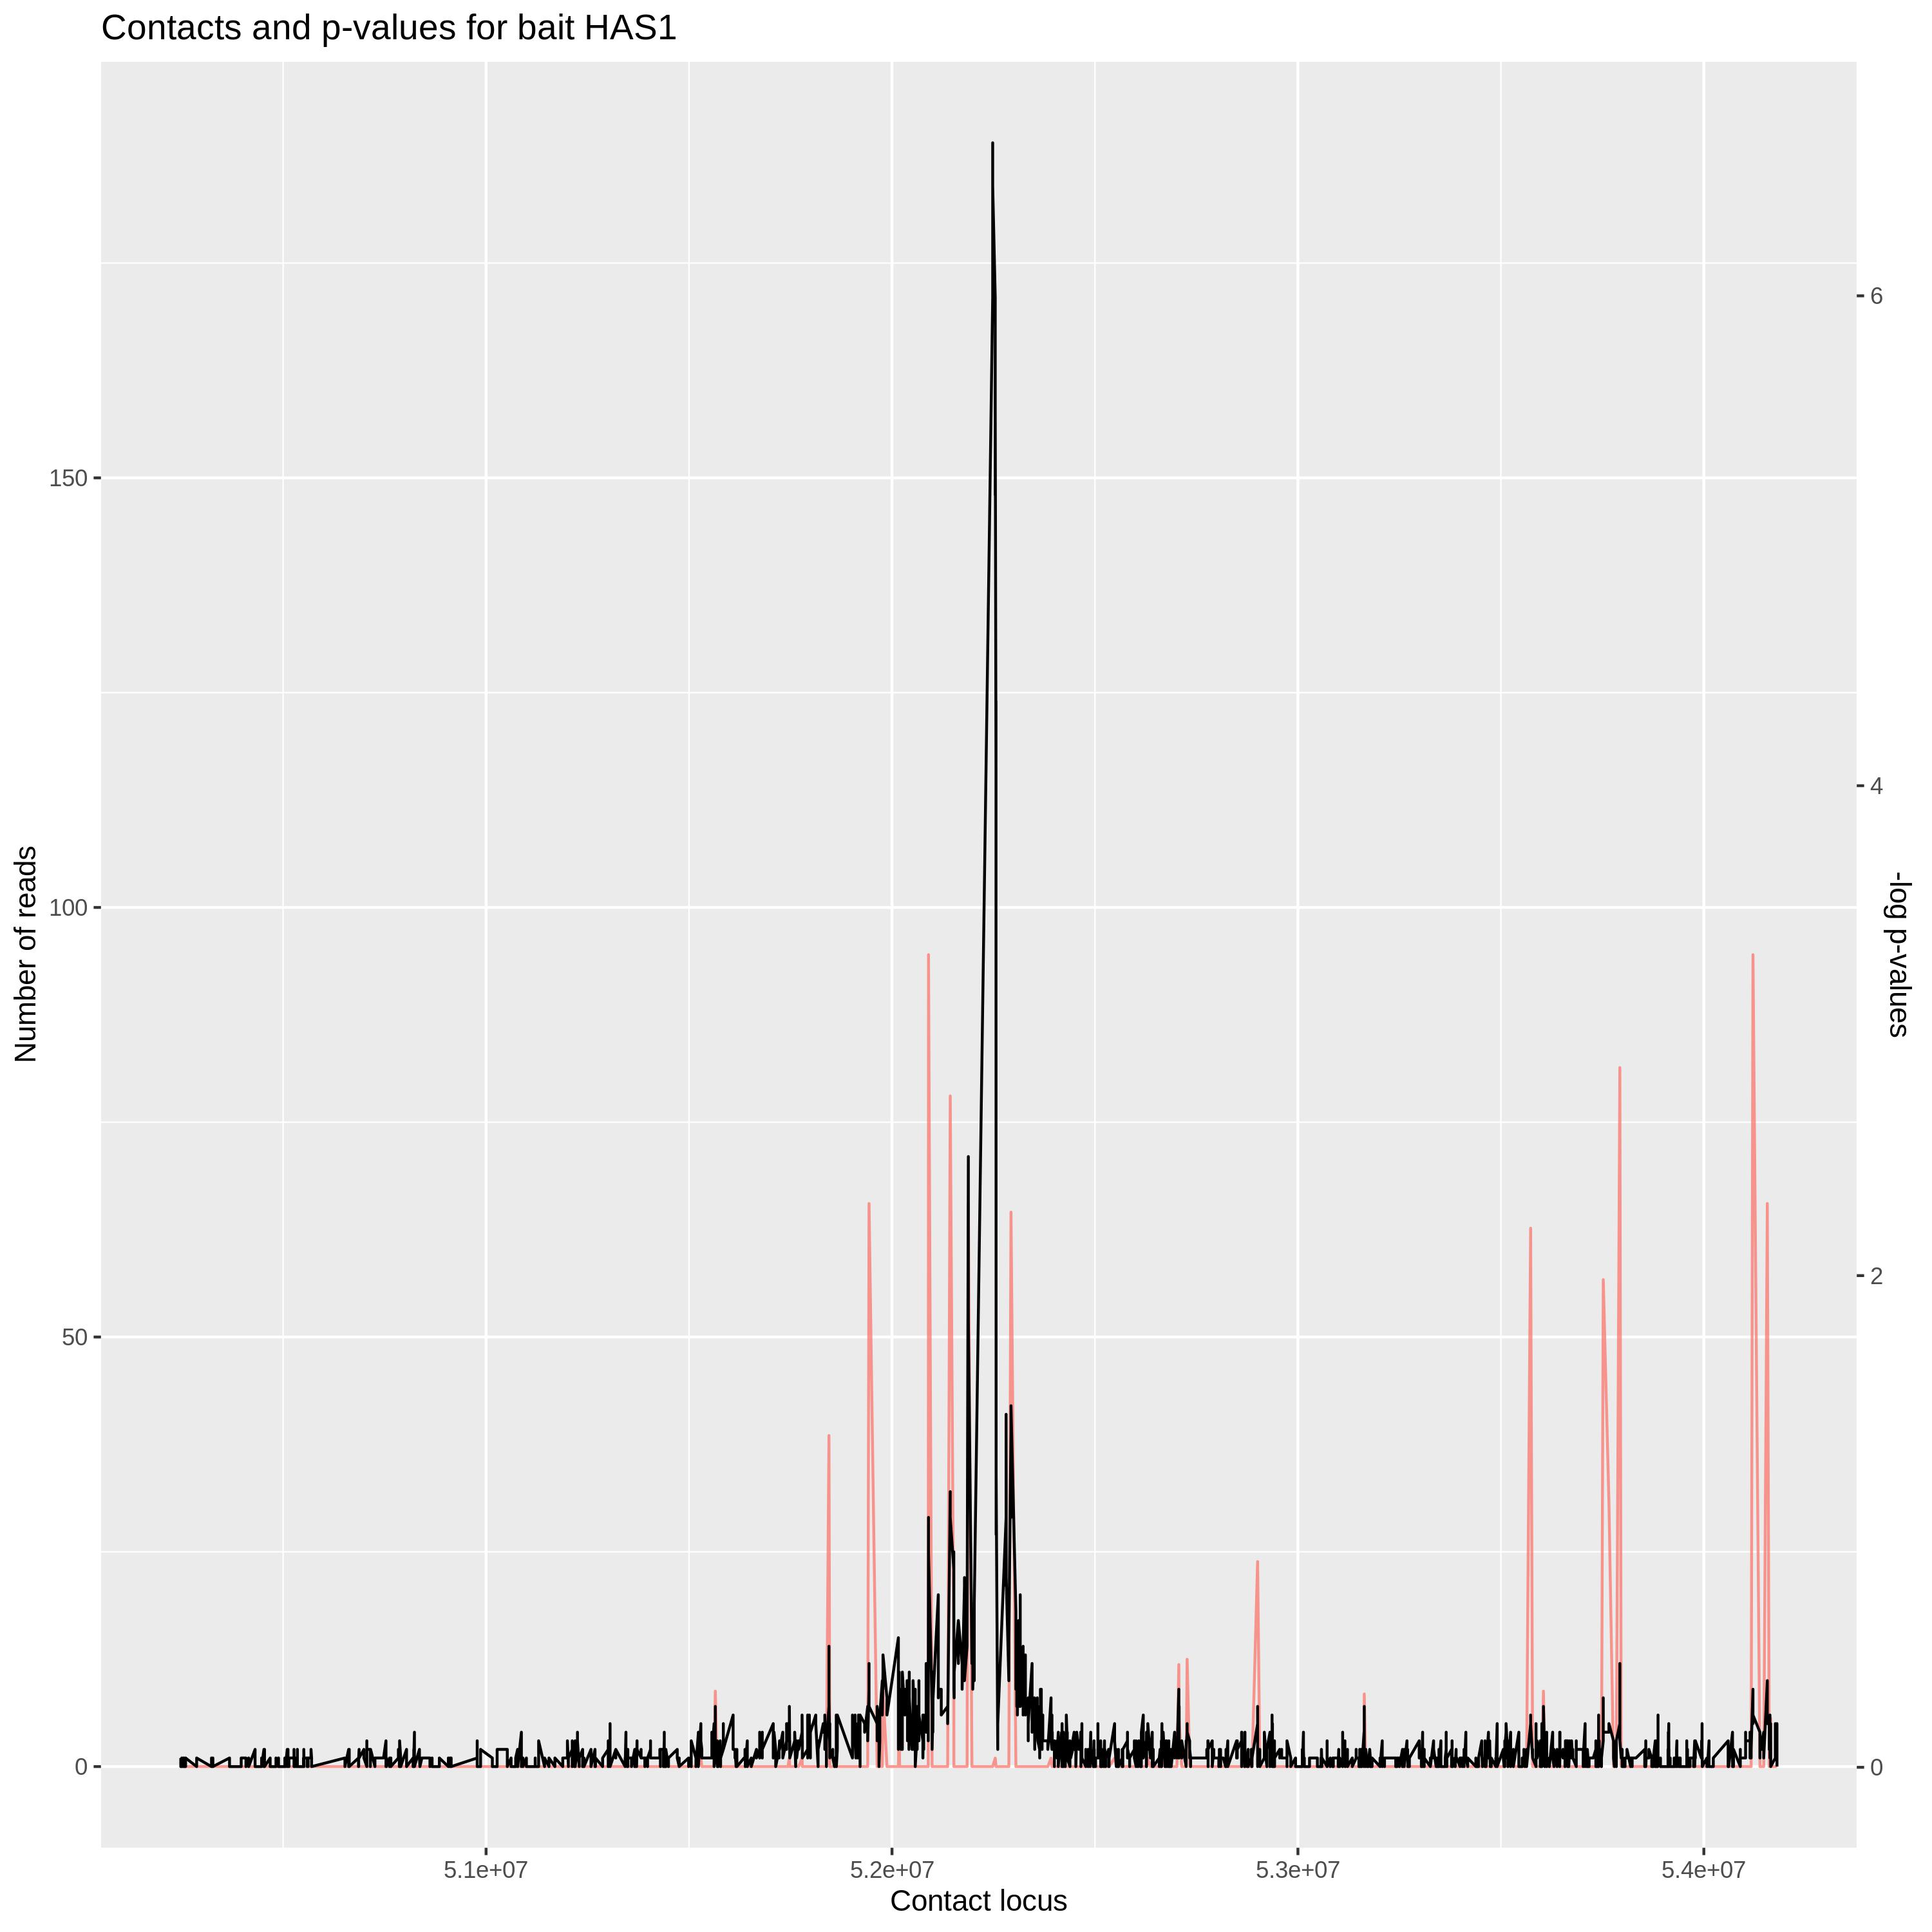 Contacts and p-values for bait HAS1
Number of reads
150
100
50
0
6
4
2
0
-log p-values
5.1e+07
5.2e+07
5.3e+07
5.4e+07
Contact locus